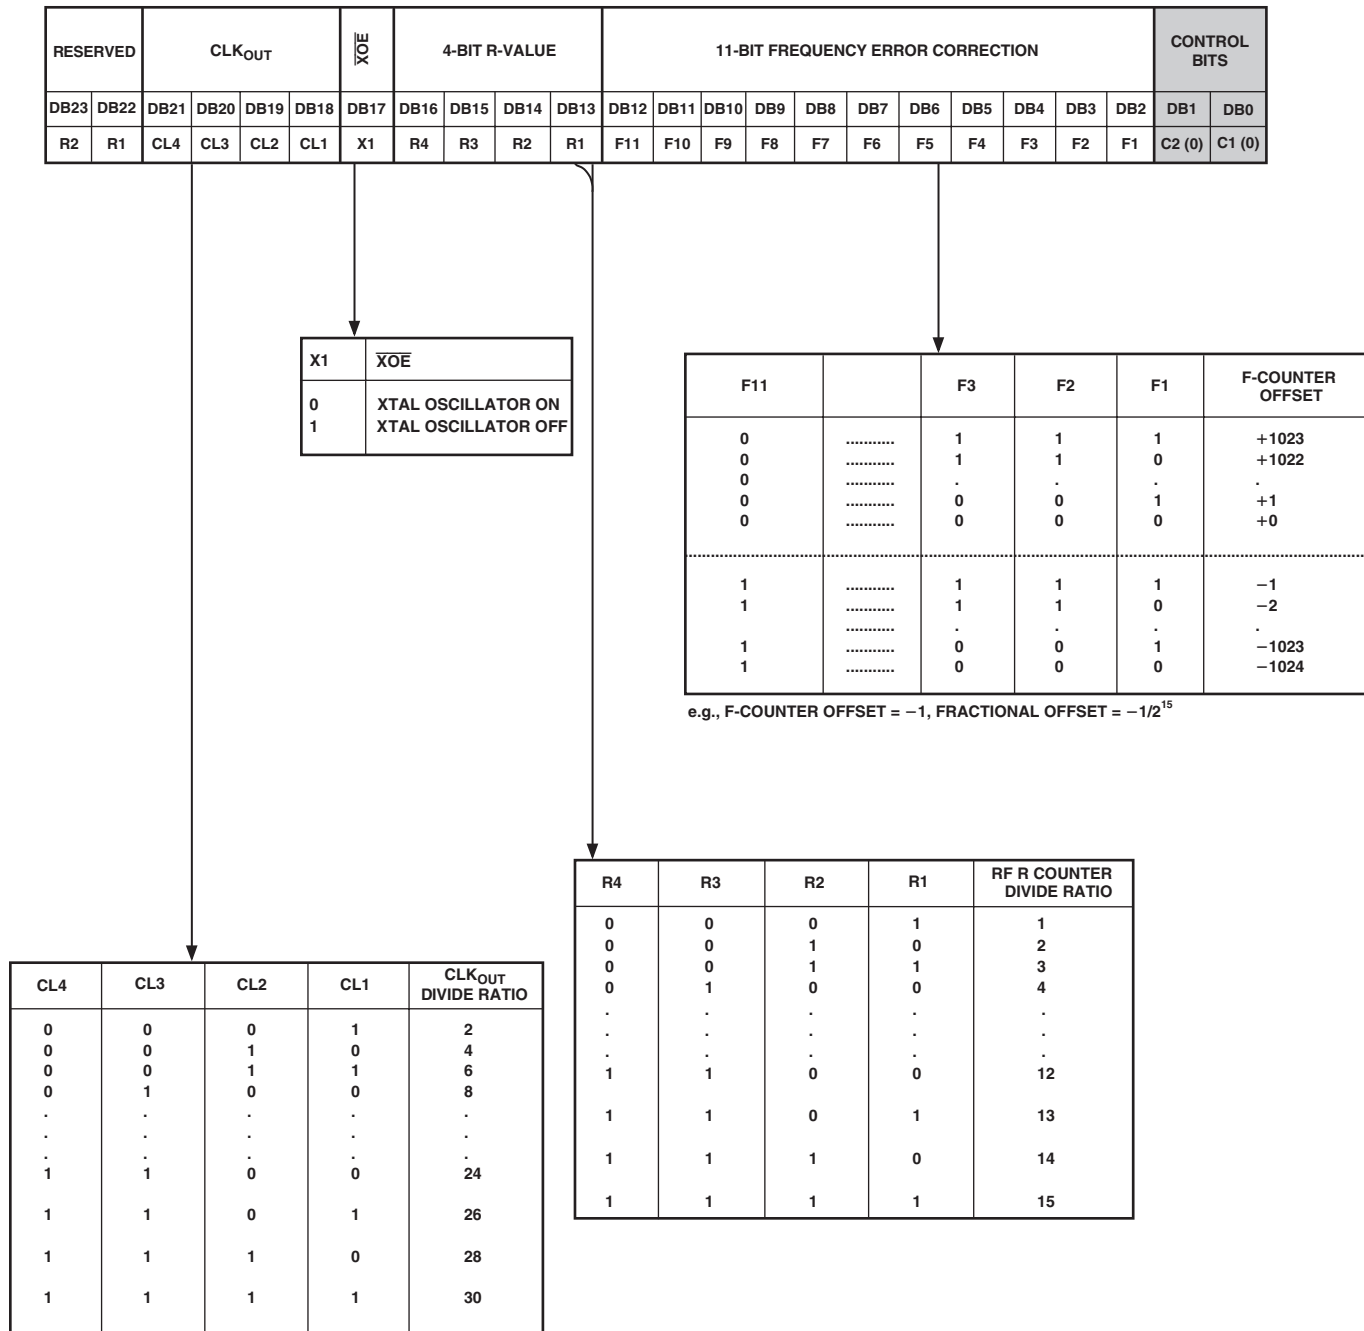 RESERVED CLKOUT XOE 4-BIT R-VALUE 11-BIT FREQUENCY ERROR CORRECTION CONTROL BITS
DB23 DB22 DB21 DB20 DB19 DB18 DB17 DB16 DB15 DB14 DB13 DB12 DB11 DB10 DB9 DB8 DB7 DB6 DB5 DB4 DB3 DB2 DB1 DB0
R2 R1 CL4 CL3 CL2 CL1 X1 R4 R3 R2 R1 F11 F10 F9 F8 F7 F6 F5 F4 F3 F2 F1 C2 (0) C1 (0)
X1 XOE
0 XTAL OSCILLATOR ON
1 XTAL OSCILLATOR OFF
F11 F3 F2 F1 F-COUNTER OFFSET
0 ........... 1 1 1 +1023
0 ........... 1 1 0 +1022
0 ........... . . . .
0 ........... 0 0 1 +1
0 ........... 0 0 0 +0
1 ........... 1 1 1 −1
1 ........... 1 1 0 −2
........... . . . .
1 ........... 0 0 1 −1023
1 ........... 0 0 0 −1024
e.g., F-COUNTER OFFSET = −1, FRACTIONAL OFFSET = −1/2¹⁵
R4 R3 R2 R1 RF R COUNTER DIVIDE RATIO
0 0 0 1 1
0 0 1 0 2
0 0 1 1 3
0 1 0 0 4
. . . . .
. . . . .
. . . . .
1 1 0 0 12
1 1 0 1 13
1 1 1 0 14
1 1 1 1 15
CL4 CL3 CL2 CL1 CLKOUT DIVIDE RATIO
0 0 0 1 2
0 0 1 0 4
0 0 1 1 6
0 1 0 0 8
. . . . .
. . . . .
. . . . .
1 1 0 0 24
1 1 0 1 26
1 1 1 0 28
1 1 1 1 30